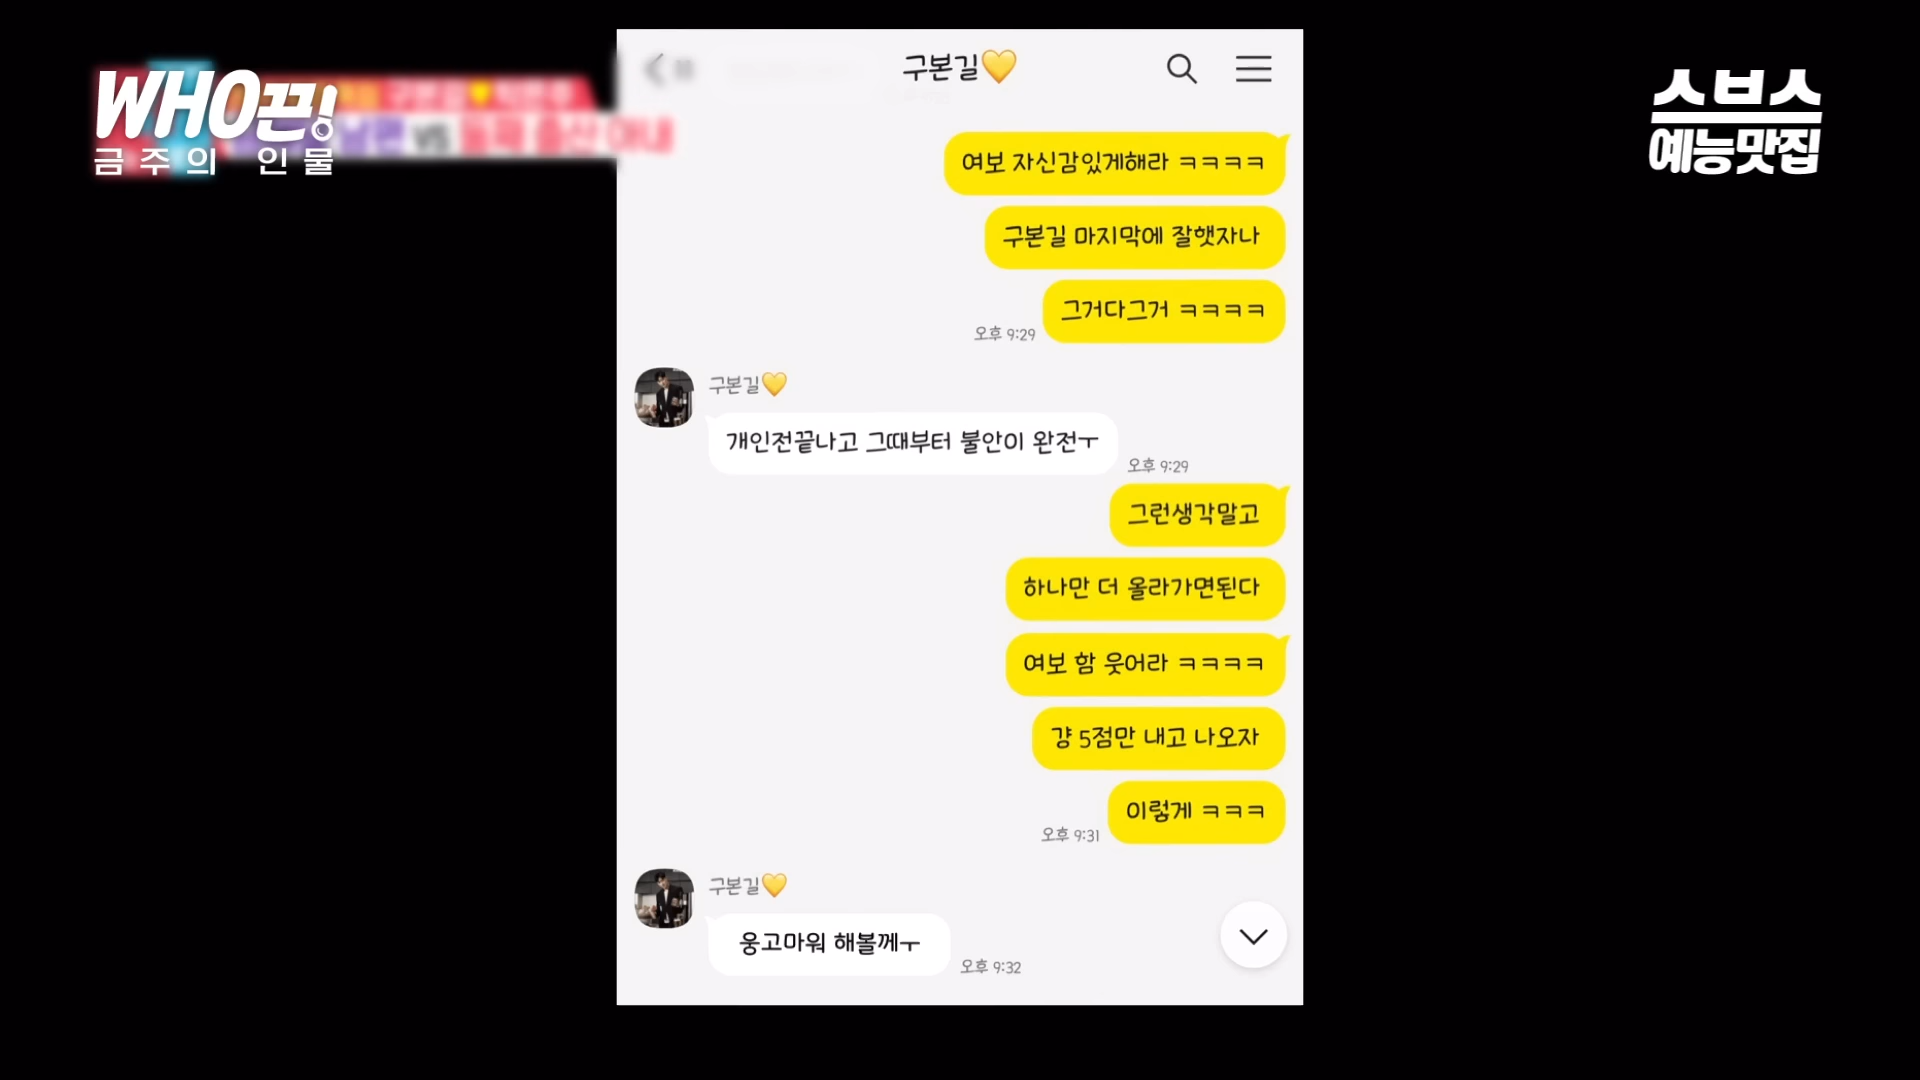 WHO끈!
금주의 인물
스브스
예능맛집
구본길💛
여보 자신감있게해라 ㅋㅋㅋㅋ
구본길 마지막에 잘햇자나
그거다그거 ㅋㅋㅋㅋ
오후 9:29
구본길💛
개인전끝나고 그때부터 불안이 완전ㅜ
오후 9:29
그런생각말고
하나만 더 올라가면된다
여보 함 웃어라 ㅋㅋㅋㅋ
걍 5점만 내고 나오자
이렇게 ㅋㅋㅋ
오후 9:31
구본길💛
웅고마워 해볼께ㅜ
오후 9:32